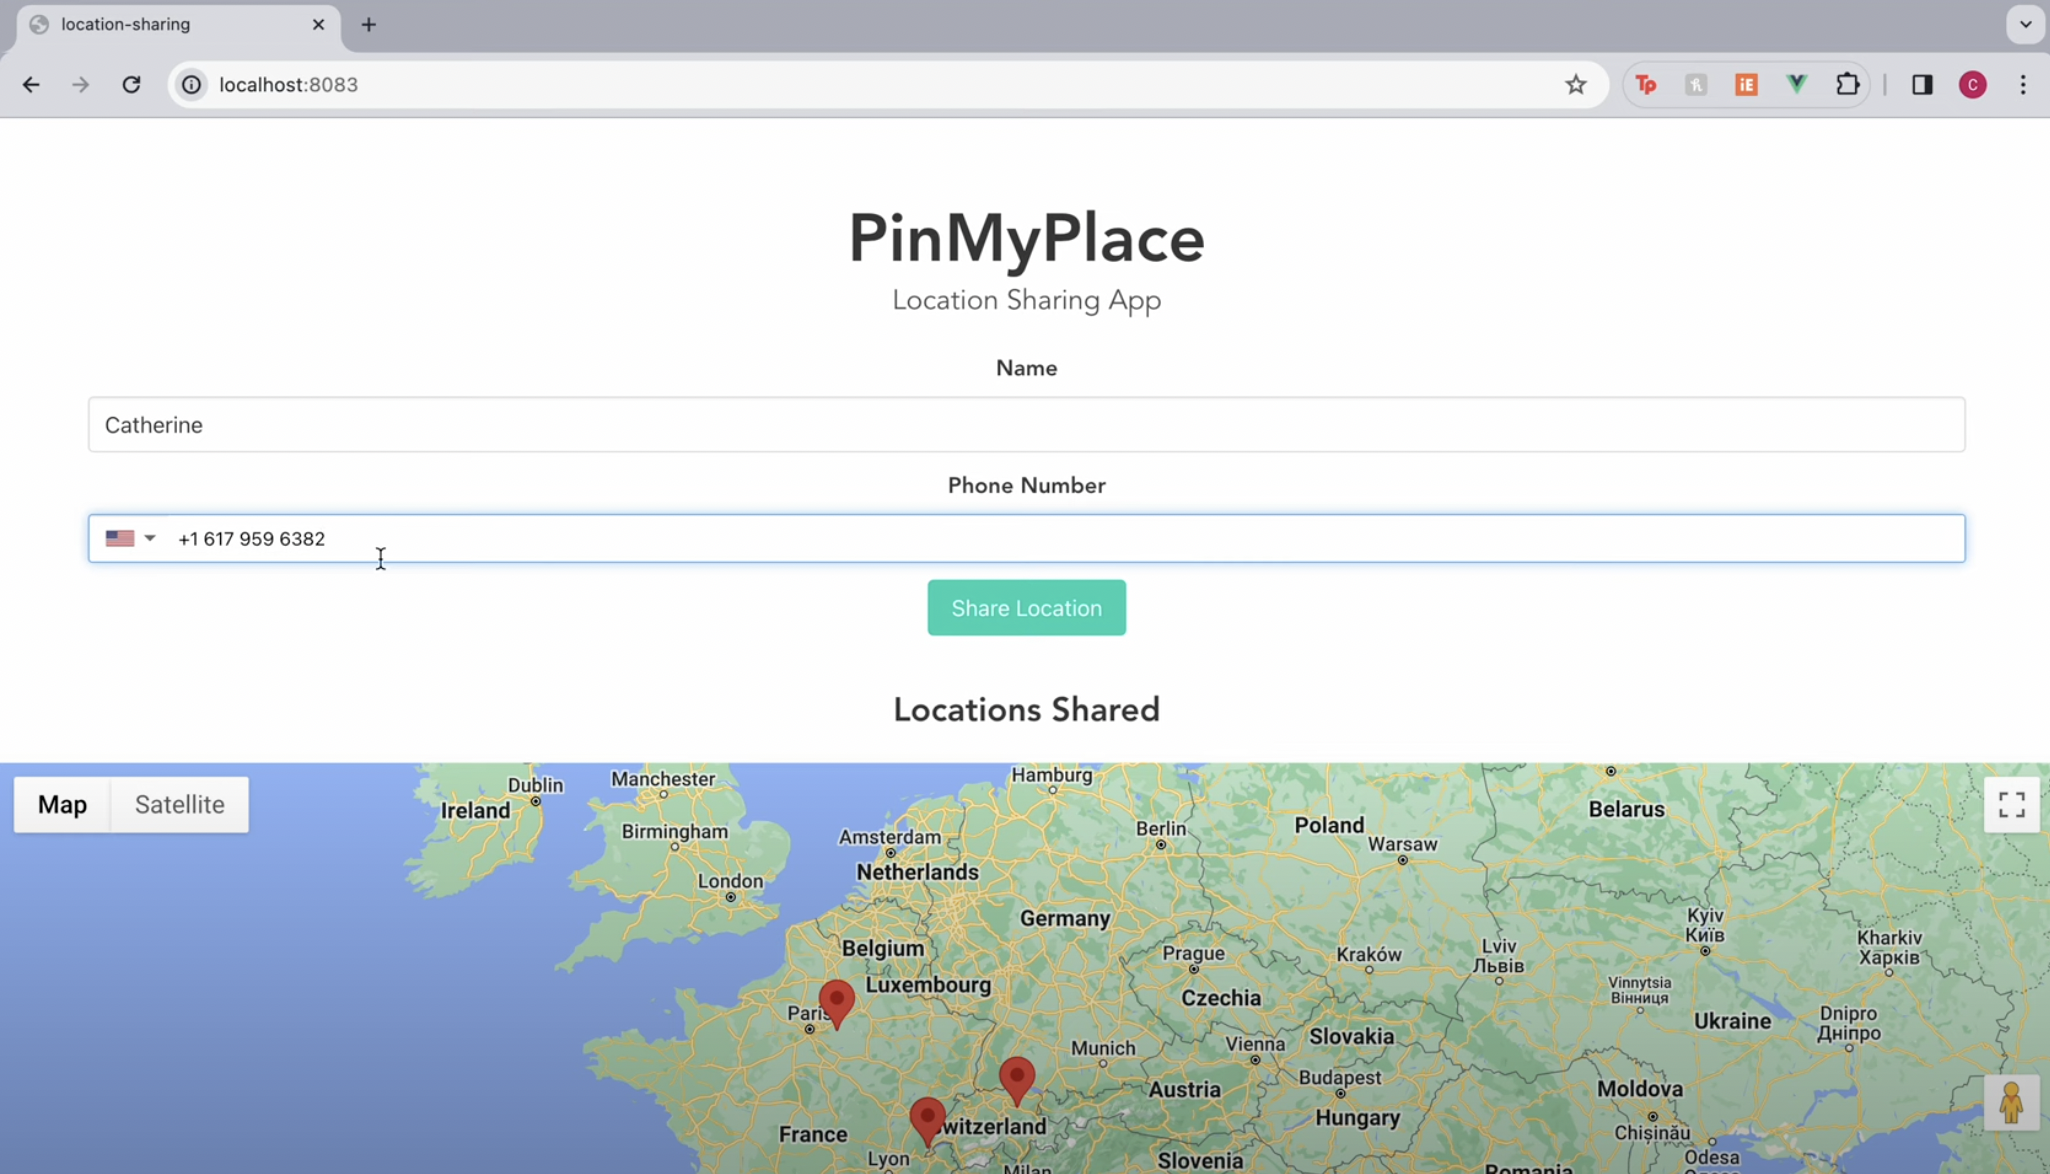 location-sharing
localhost:8083
Tp
iE
C
PinMyPlace
Location Sharing App
Name
Catherine
Phone Number
+1 617 959 6382
Share Location
Locations Shared
Map
Satellite
Dublin
Ireland
Manchester
Birmingham
London
Hamburg
Amsterdam
Netherlands
Berlin
Poland
Warsaw
Belarus
Germany
Belgium
Luxembourg
Prague
Czechia
Kraków
Lviv
Львів
Kyiv
Київ
Kharkiv
Харків
Vinnytsia
Вінниця
Ukraine
Dnipro
Дніпро
Paris
Munich
Vienna
Slovakia
Austria
Budapest
Hungary
Moldova
Chișinău
France
Switzerland
Lyon
Milan
Slovenia
Romania
Odesa